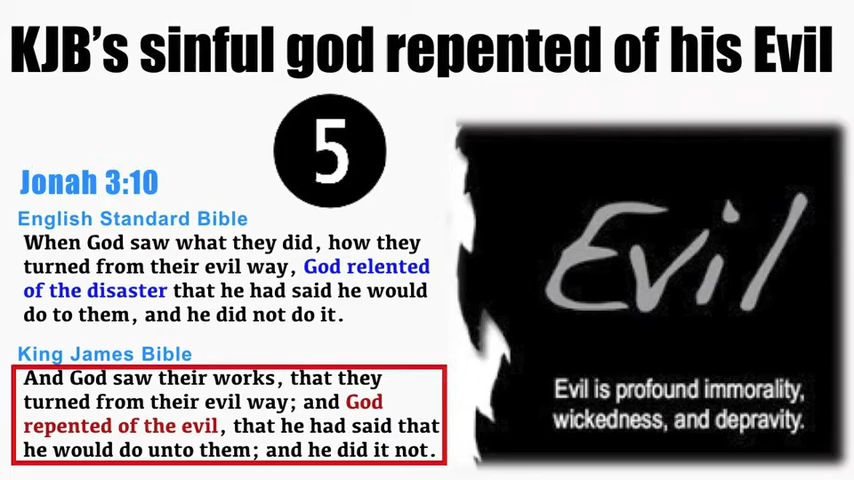 KJB's sinful god repented of his Evil
5
Jonah 3:10
English Standard Bible
When God saw what they did, how they
turned from their evil way, God relented
of the disaster that he had said he would
do to them, and he did not do it.
King James Bible
And God saw their works, that they
turned from their evil way; and God
repented of the evil, that he had said that
he would do unto them; and he did it not.
Evil
Evil is profound immorality,
wickedness, and depravity.